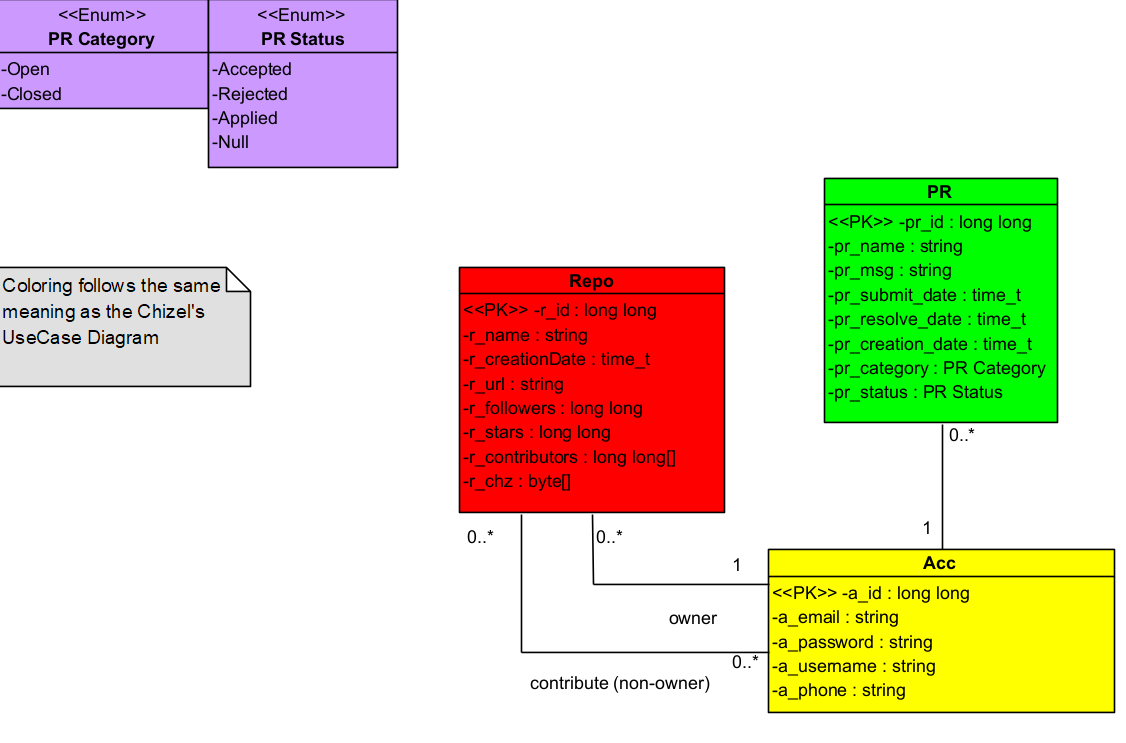 <<Enum>>
PR Category
-Open
-Closed
<<Enum>>
PR Status
-Accepted
-Rejected
-Applied
-Null
Coloring follows the same
meaning as the Chizel's
UseCase Diagram
Repo
<<PK>> -r_id : long long
-r_name : string
-r_creationDate : time_t
-r_url : string
-r_followers : long long
-r_stars : long long
-r_contributors : long long[]
-r_chz : byte[]
PR
<<PK>> -pr_id : long long
-pr_name : string
-pr_msg : string
-pr_submit_date : time_t
-pr_resolve_date : time_t
-pr_creation_date : time_t
-pr_category : PR Category
-pr_status : PR Status
0..*
1
0..*
0..*
1
owner
0..*
contribute (non-owner)
Acc
<<PK>> -a_id : long long
-a_email : string
-a_password : string
-a_username : string
-a_phone : string